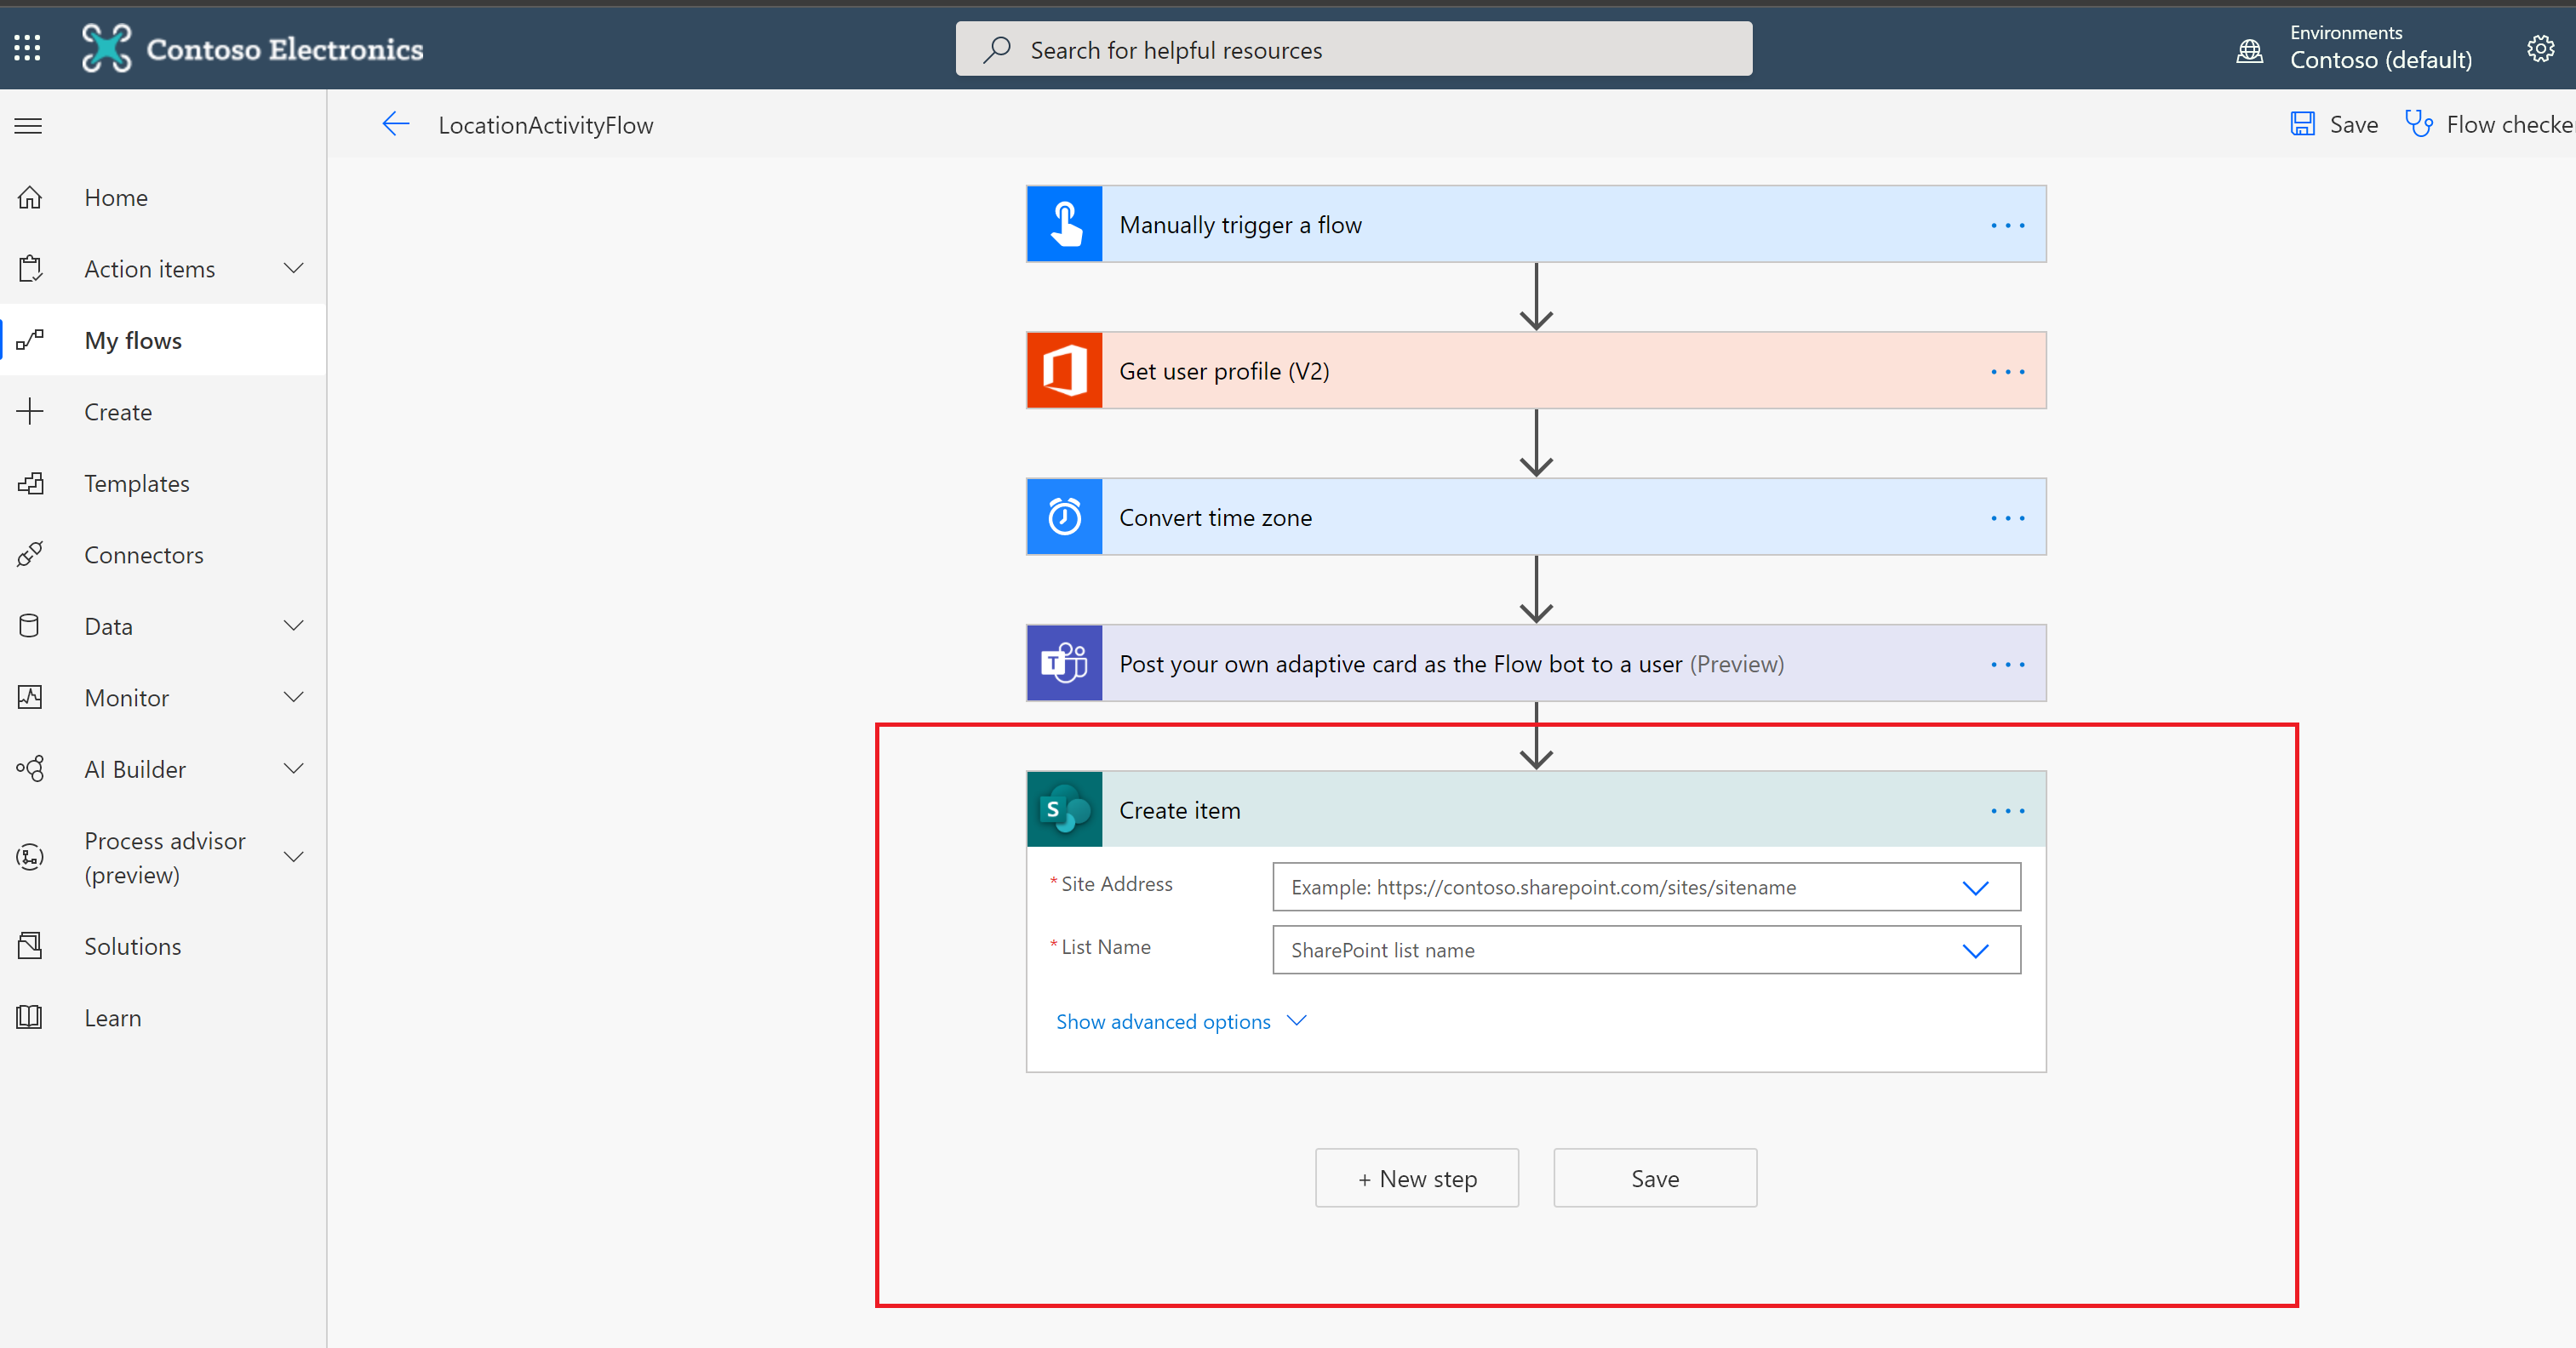 Contoso Electronics
Search for helpful resources
Environments
Contoso (default)
LocationActivityFlow
Save
Flow checke
Home
Action items
My flows
Create
Templates
Connectors
Data
Monitor
AI Builder
Process advisor
(preview)
Solutions
Learn
Manually trigger a flow
Get user profile (V2)
Convert time zone
T
Post your own adaptive card as the Flow bot to a user (Preview)
S
Create item
* Site Address
Example: https://contoso.sharepoint.com/sites/sitename
* List Name
SharePoint list name
Show advanced options
+ New step
Save